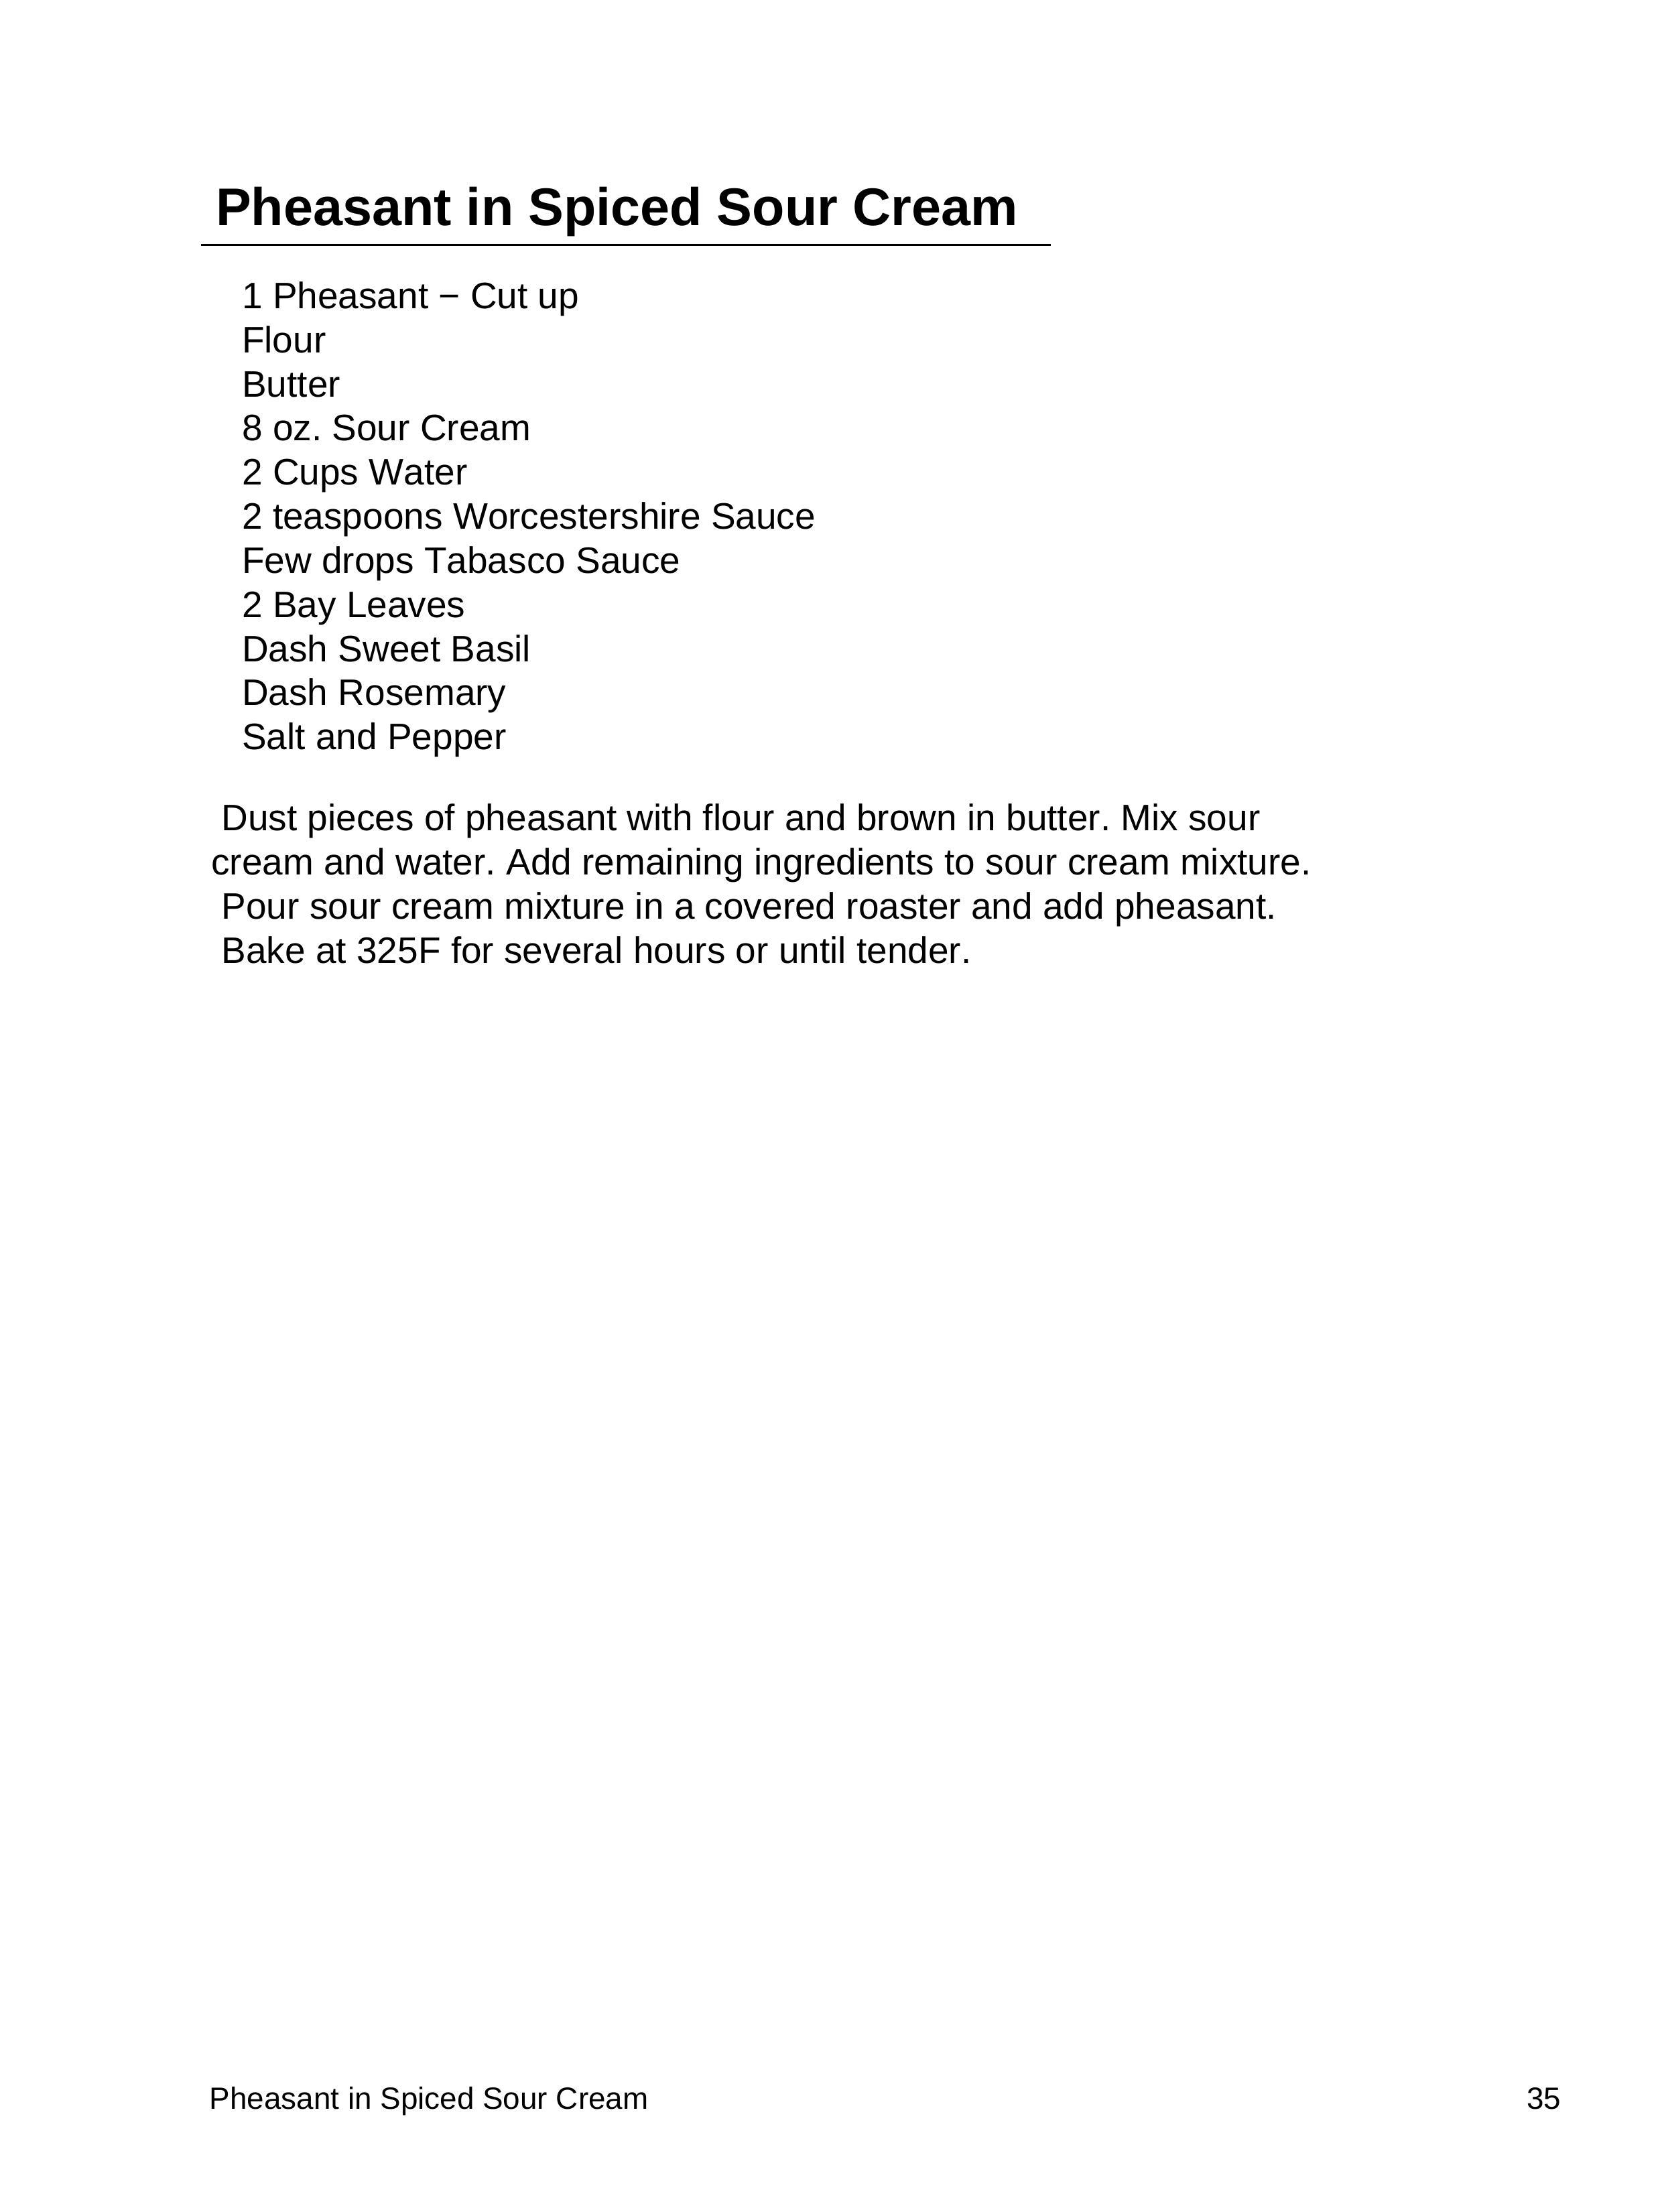 Pheasant in Spiced Sour Cream
1 Pheasant − Cut up
Flour
Butter
8 oz. Sour Cream
2 Cups Water
2 teaspoons Worcestershire Sauce
Few drops Tabasco Sauce
2 Bay Leaves
Dash Sweet Basil
Dash Rosemary
Salt and Pepper
Dust pieces of pheasant with flour and brown in butter. Mix sour
cream and water. Add remaining ingredients to sour cream mixture.
Pour sour cream mixture in a covered roaster and add pheasant.
Bake at 325F for several hours or until tender.
Pheasant in Spiced Sour Cream 35